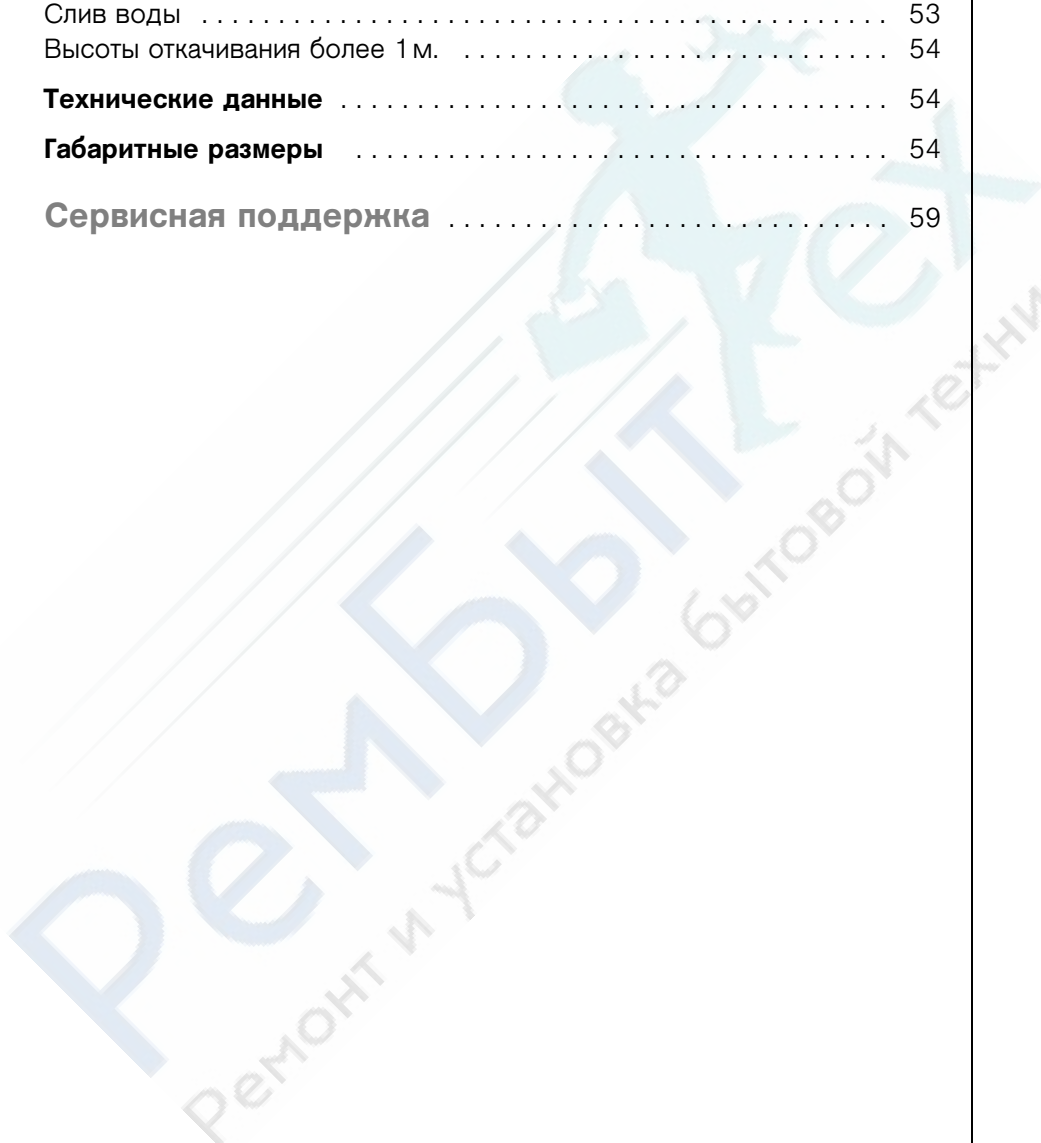 Слив воды . . . . . . . . . . . . . . . . . . . . . . . . . . . . . . . . . . . . . . . . . . 53
Высоты откачивания более 1 м. . . . . . . . . . . . . . . . . . . . . . . . . . 54
Технические данные . . . . . . . . . . . . . . . . . . . . . . . . . . . . . . . . . 54
Габаритные размеры . . . . . . . . . . . . . . . . . . . . . . . . . . . . . . . . 54
Сервисная поддержка . . . . . . . . . . . . . . . . . . . . . . . . . . . 59
РемБытТех
Ремонт и установка бытовой техни